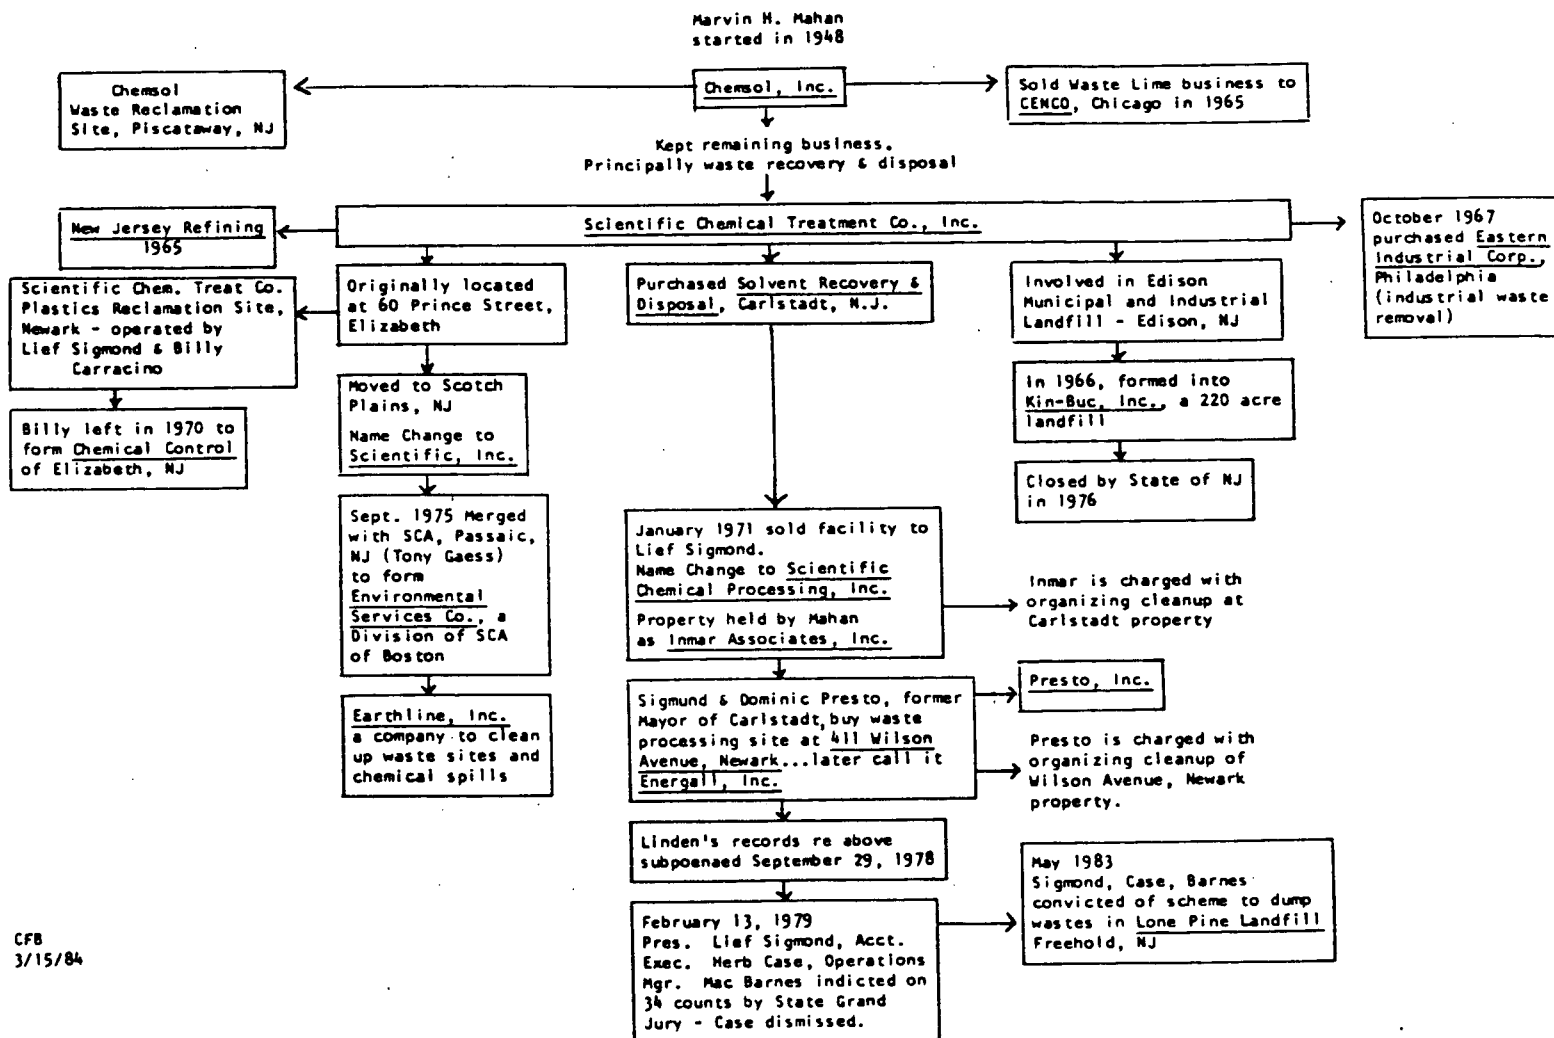 Marvin H. Mahan
started in 1948
Chemsol
Waste Reclamation
Site, Piscataway, NJ
Chemsol, Inc.
Sold Waste Lime business to
CENCO, Chicago in 1965
Kept remaining business.
Principally waste recovery & disposal
New Jersey Refining
1965
Scientific Chemical Treatment Co., Inc.
October 1967
purchased Eastern
Industrial Corp.,
Philadelphia
(industrial waste
removal)
Scientific Chem. Treat Co.
Plastics Reclamation Site,
Newark - operated by
Lief Sigmond & Billy
Carracino
Originally located
at 60 Prince Street,
Elizabeth
Purchased Solvent Recovery &
Disposal, Carlstadt, N.J.
Involved in Edison
Municipal and Industrial
Landfill - Edison, NJ
Billy left in 1970 to
form Chemical Control
of Elizabeth, NJ
Moved to Scotch
Plains, NJ
Name Change to
Scientific, Inc.
In 1966, formed into
Kin-Buc, Inc., a 220 acre
landfill
Closed by State of NJ
in 1976
Sept. 1975 Merged
with SCA, Passaic,
NJ (Tony Gaess)
to form
Environmental
Services Co., a
Division of SCA
of Boston
January 1971 sold facility to
Lief Sigmond.
Name Change to Scientific
Chemical Processing, Inc.
Property held by Mahan
as Inmar Associates, Inc.
Inmar is charged with
organizing cleanup at
Carlstadt property
Earthline, Inc.
a company to clean
up waste sites and
chemical spills
Sigmund & Dominic Presto, former
Mayor of Carlstadt, buy waste
processing site at 411 Wilson
Avenue, Newark...later call it
Energall, Inc.
Presto, Inc.
Presto is charged with
organizing cleanup of
Wilson Avenue, Newark
property.
Linden's records re above
subpoenaed September 29, 1978
February 13, 1979
Pres. Lief Sigmond, Acct.
Exec. Herb Case, Operations
Mgr. Mac Barnes indicted on
34 counts by State Grand
Jury - Case dismissed.
May 1983
Sigmond, Case, Barnes
convicted of scheme to dump
wastes in Lone Pine Landfill
Freehold, NJ
CFB
3/15/84